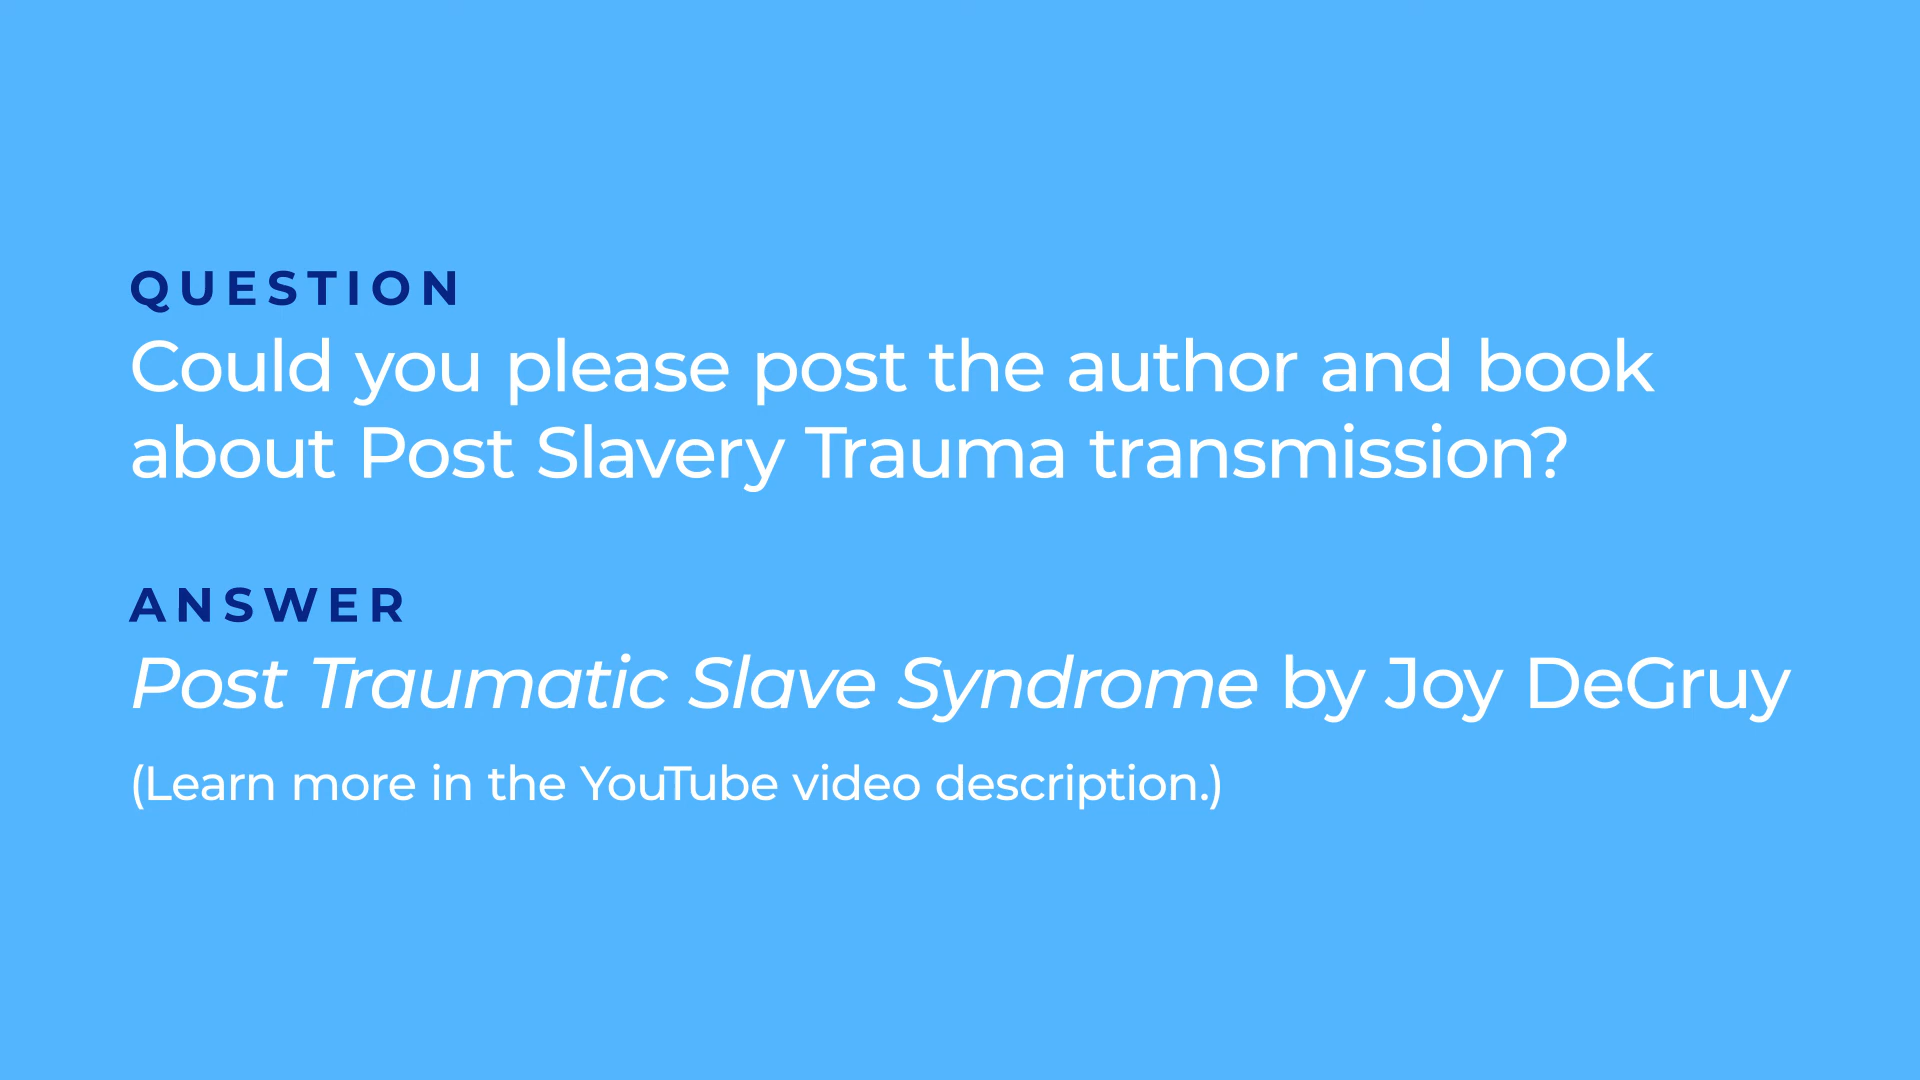 QUESTION
Could you please post the author and book
about Post Slavery Trauma transmission?
ANSWER
Post Traumatic Slave Syndrome by Joy DeGruy
(Learn more in the YouTube video description.)